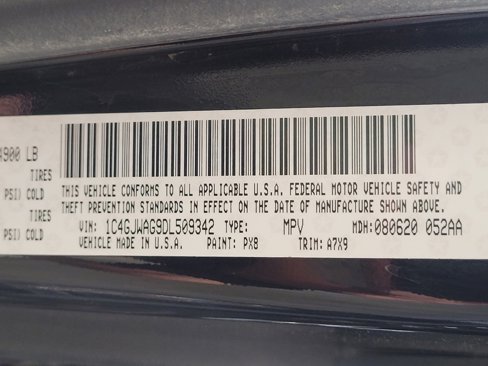 4900 LB
TIRES
PSI) COLD
TIRES
PSI) COLD
THIS VEHICLE CONFORMS TO ALL APPLICABLE U.S.A. FEDERAL MOTOR VEHICLE SAFETY AND
THEFT PREVENTION STANDARDS IN EFFECT ON THE DATE OF MANUFACTURE SHOWN ABOVE.
VIN: 1C4GJWAG9DL509342 TYPE: MPV MDH: 080620 052AA
VEHICLE MADE IN U.S.A. PAINT: PX8 TRIM: A7X9